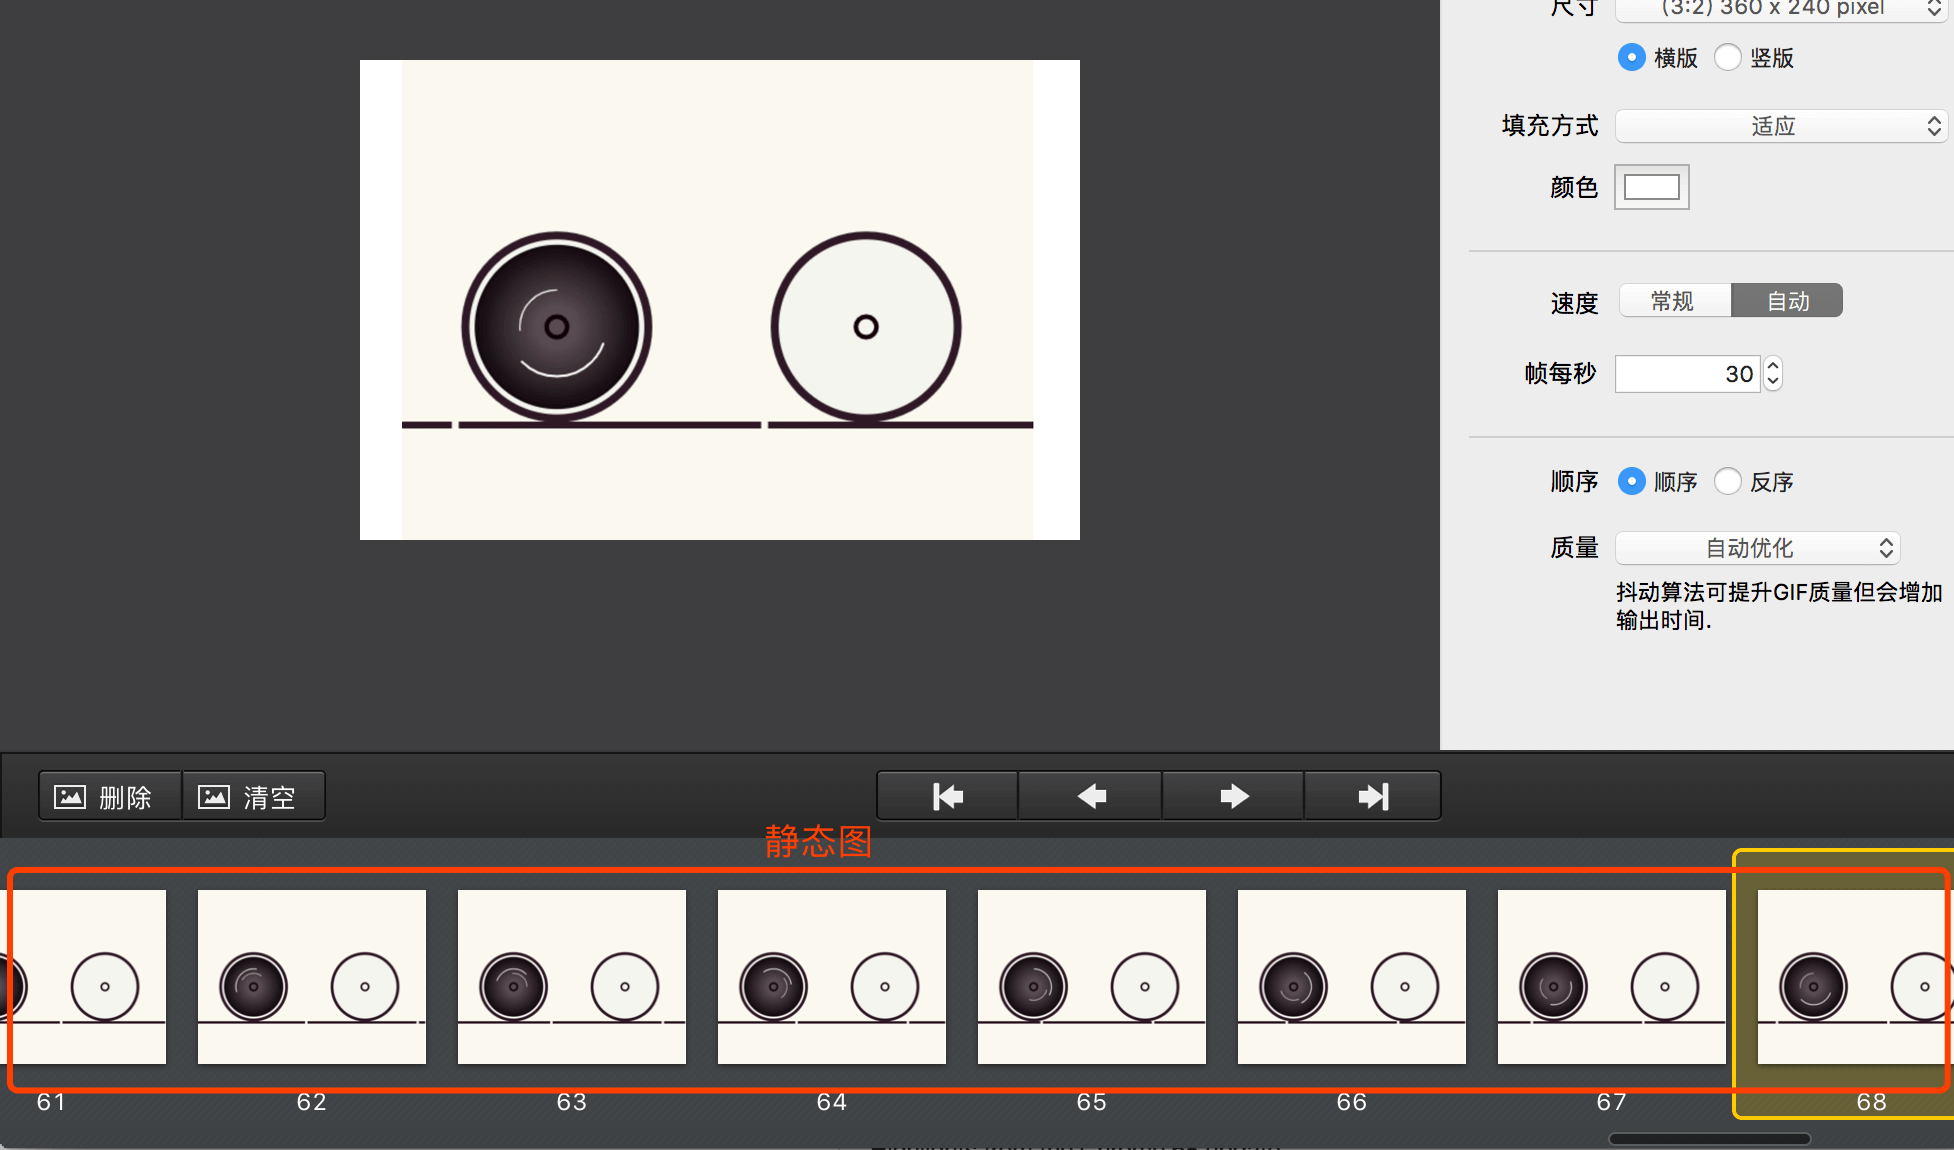 尺寸
(3:2) 360 x 240 pixel
横版
竖版
填充方式
适应
颜色
速度
常规
自动
帧每秒
30
顺序
顺序
反序
质量
自动优化
抖动算法可提升GIF质量但会增加
输出时间.
删除
清空
静态图
61
62
63
64
65
66
67
68